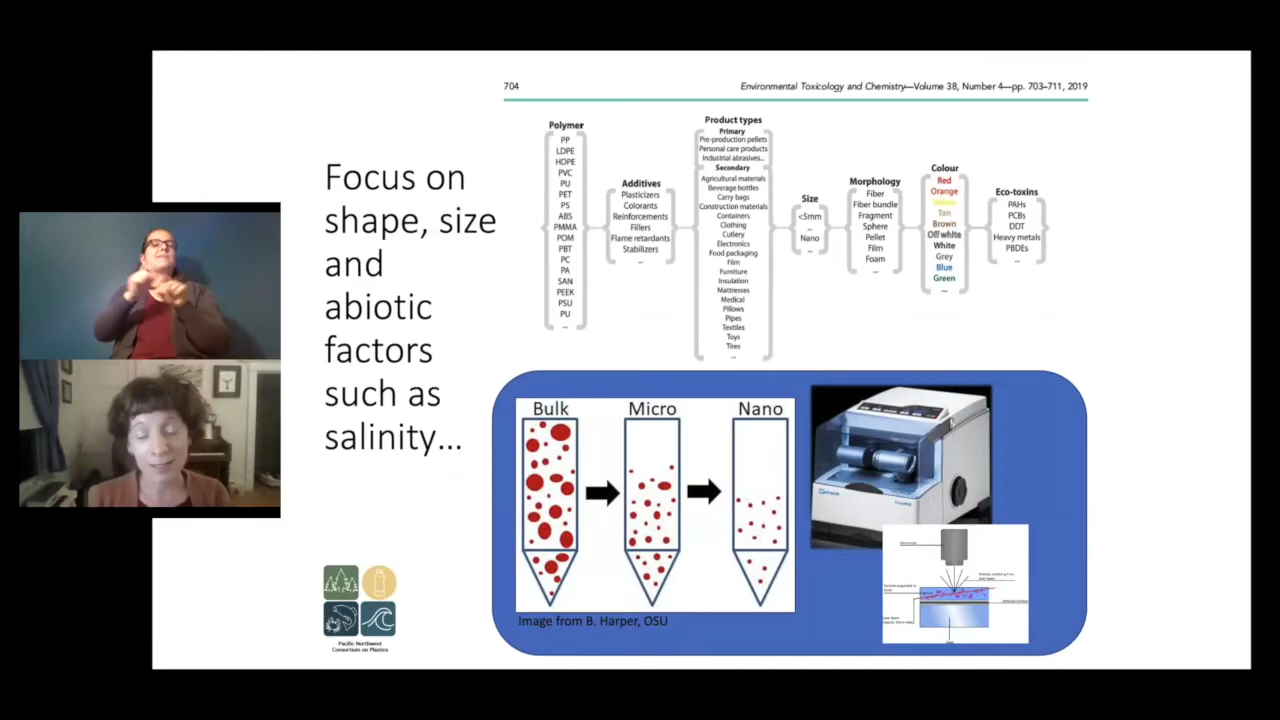 704
Environmental Toxicology and Chemistry—Volume 38, Number 4—pp. 703–711, 2019
Focus on
shape, size
and
abiotic
factors
such as
salinity...
Polymer
PP
LDPE
HDPE
PVC
PU
PET
PS
ABS
PMMA
POM
PBT
PC
PA
SAN
PEEK
PSU
PU
...
Additives
Plasticizers
Colorants
Reinforcements
Fillers
Flame retardants
Stabilizers
...
Product types
Primary
Pre-production pellets
Personal care products
Industrial abrasives...
Secondary
Agricultural materials
Beverage bottles
Carry bags
Construction materials
Containers
Clothing
Cutlery
Electronics
Food packaging
Film
Furniture
Insulation
Mattresses
Medical
Pillows
Pipes
Textiles
Toys
Tires
...
Size
<5mm
...
Nano
...
Morphology
Fiber
Fiber bundle
Fragment
Sphere
Pellet
Film
Foam
...
Colour
Red
Orange
Yellow
Tan
Brown
Off white
White
Grey
Blue
Green
...
Eco-toxins
PAHs
PCBs
DDT
Heavy metals
PBDEs
...
Bulk
Micro
Nano
Image from B. Harper, OSU
Pacific Northwest
Consortium on Plastics